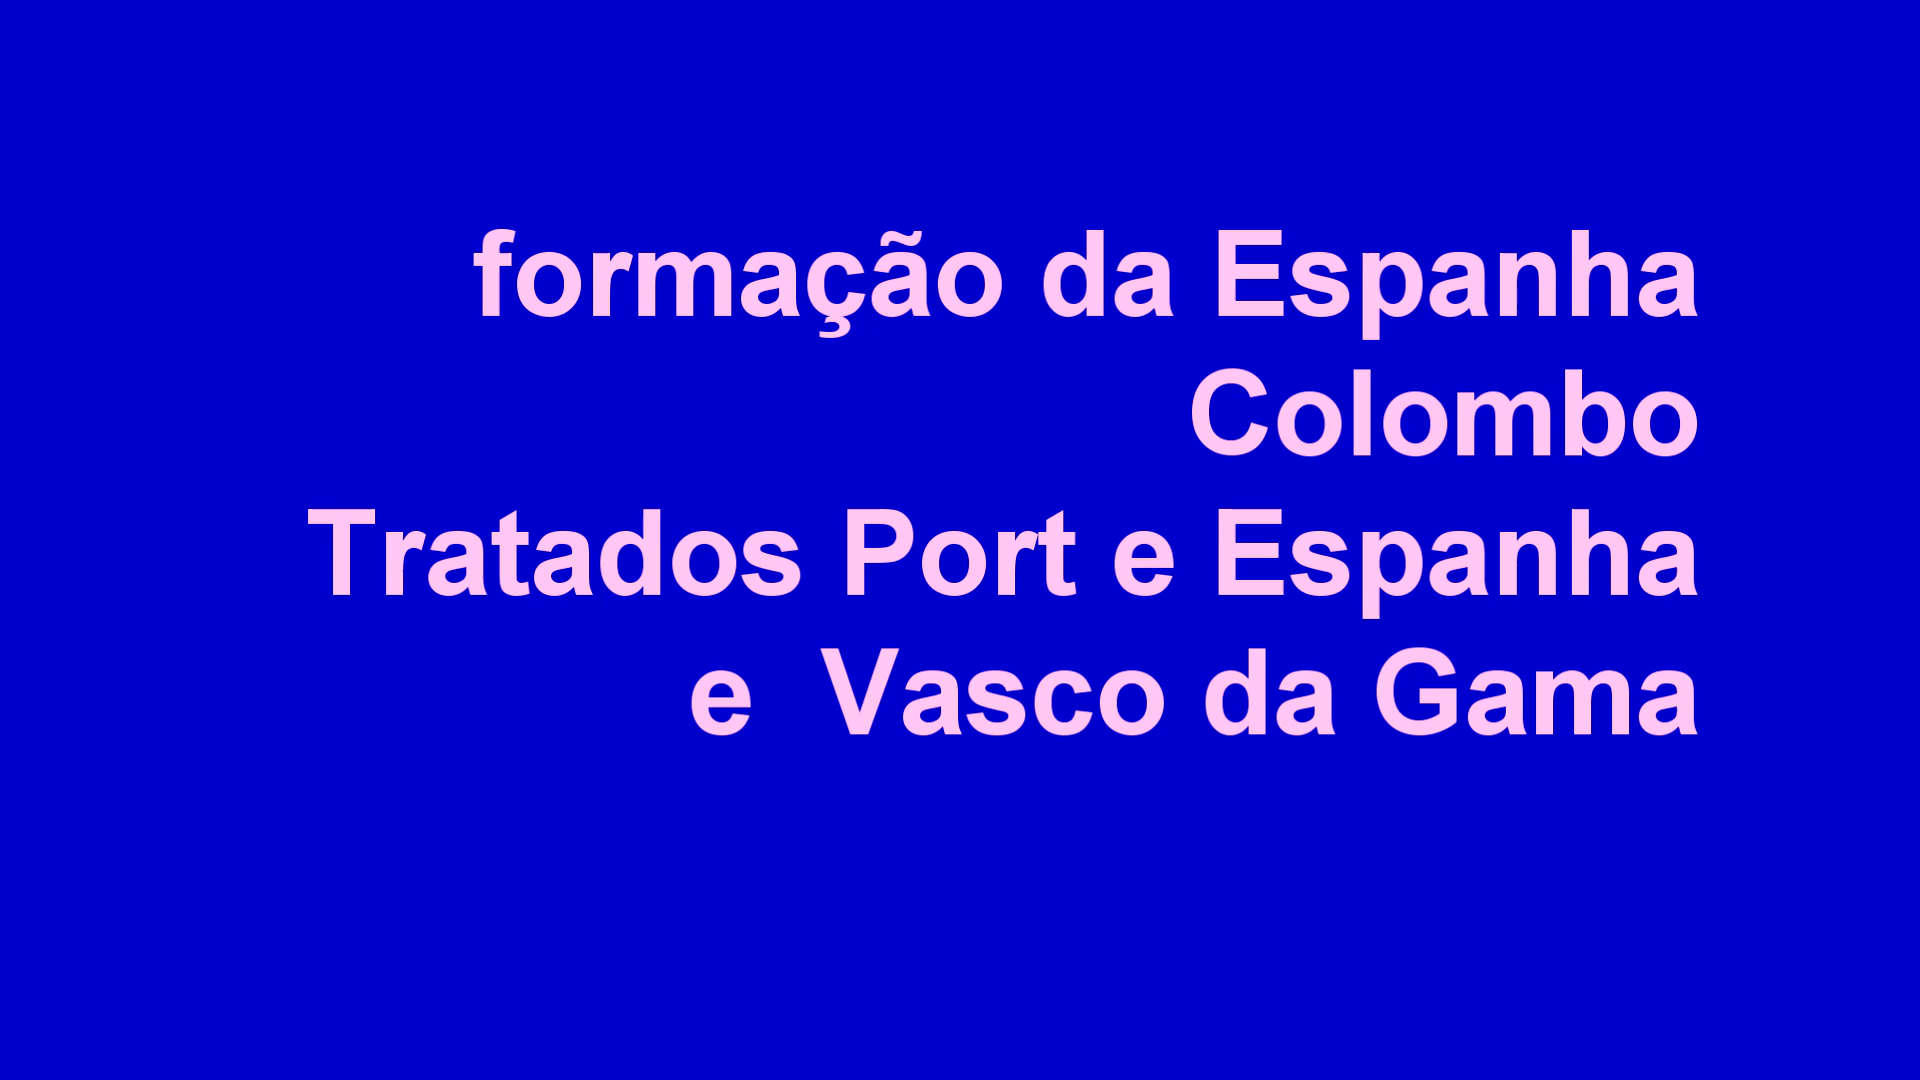 formação da Espanha
Colombo
Tratados Port e Espanha
e  Vasco da Gama